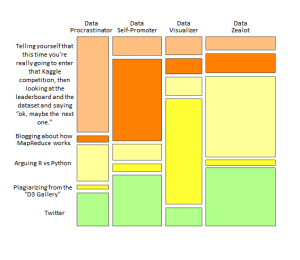 Data Procrastinator
Data Self-Promoter
Data Visualizer
Data Zealot
Telling yourself that
this time you're
really going to enter
that Kaggle
competition, then
looking at the
leaderboard and the
dataset and saying
"ok, maybe the next
one."
Blogging about how
MapReduce works
Arguing R vs Python
Plagiarizing from the
"D3 Gallery"
Twitter